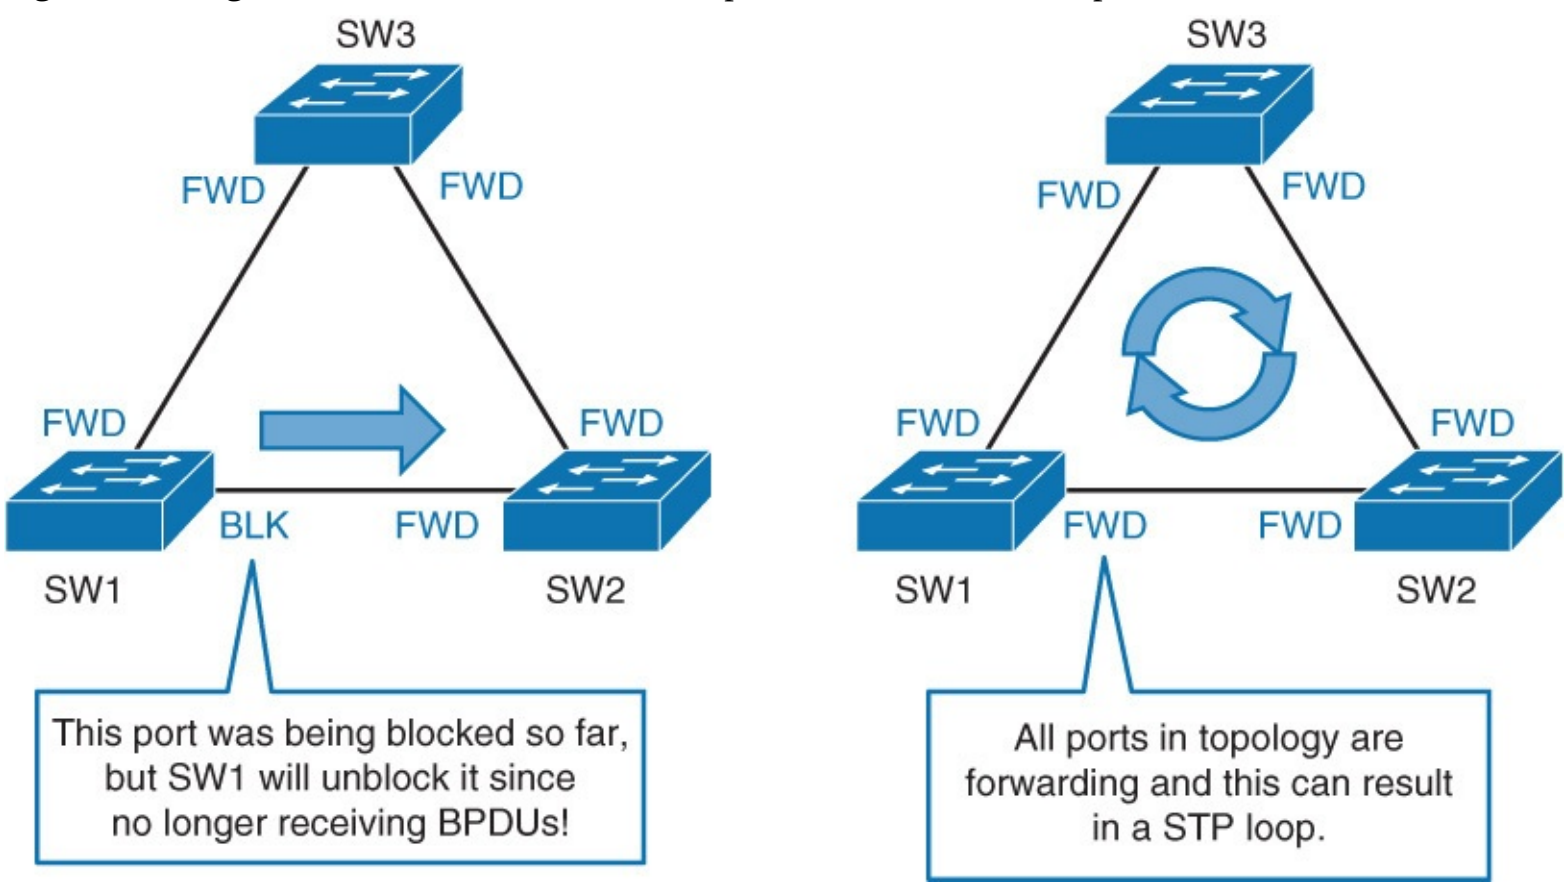 SW3
SW3
FWD
FWD
FWD
FWD
FWD
FWD
FWD
FWD
BLK
FWD
FWD
FWD
SW1
SW2
SW1
SW2
This port was being blocked so far,
but SW1 will unblock it since
no longer receiving BPDUs!
All ports in topology are
forwarding and this can result
in a STP loop.